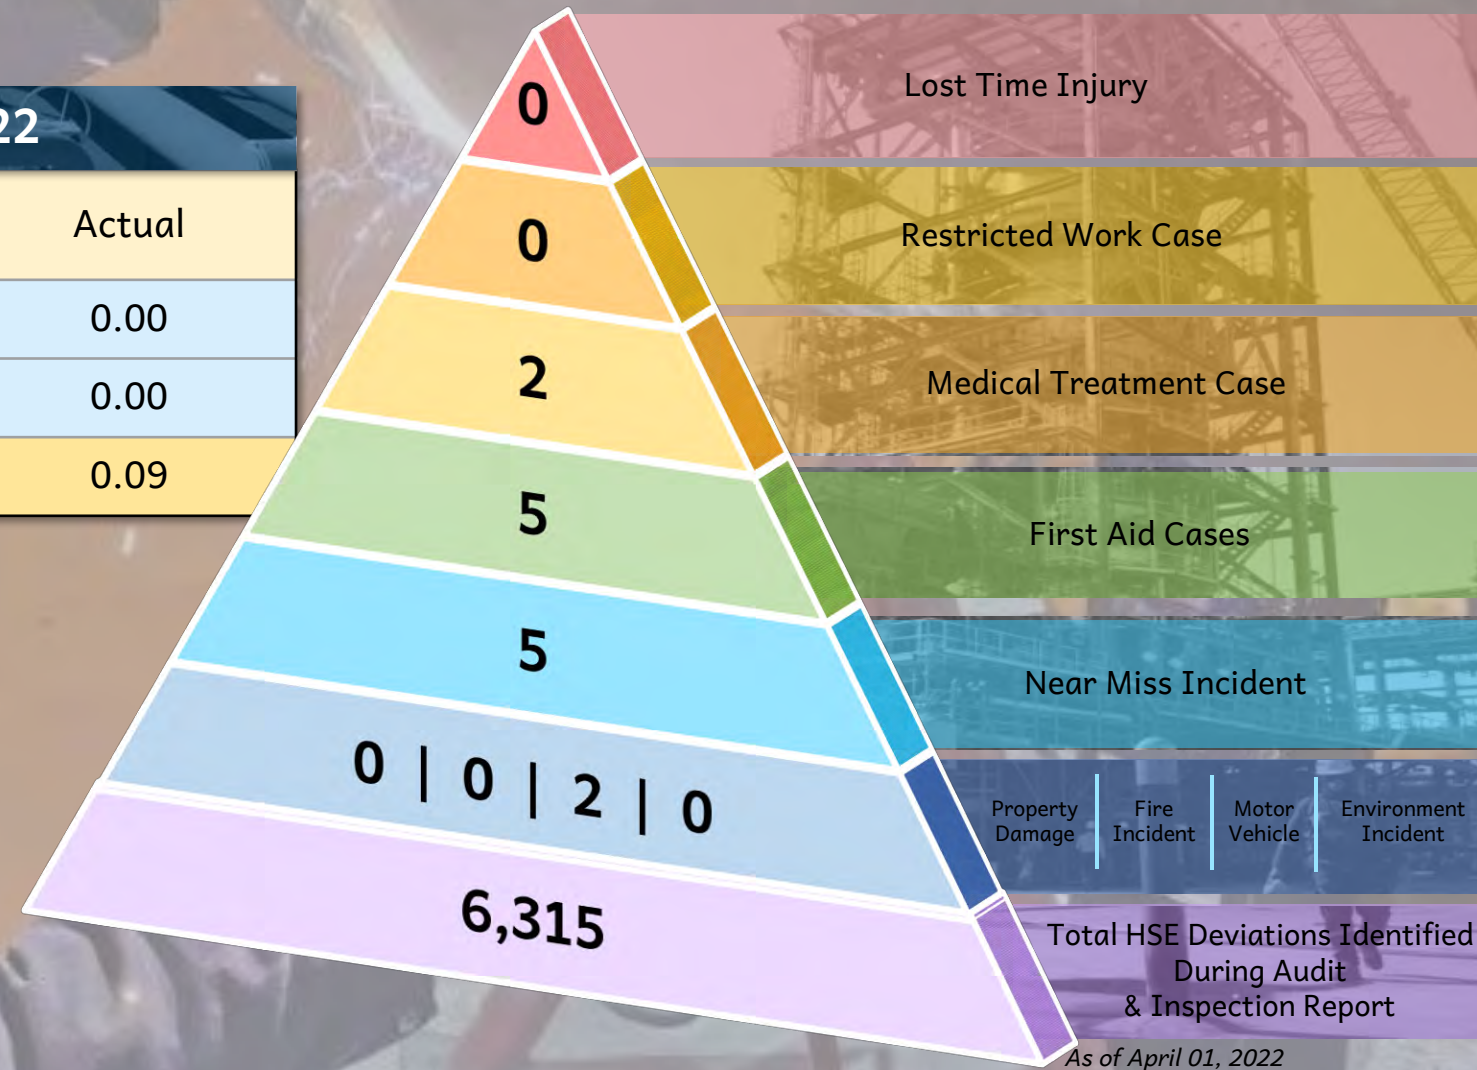 22
Actual
0.00
0.00
0.09
0
Lost Time Injury
0
Restricted Work Case
2
Medical Treatment Case
5
First Aid Cases
5
Near Miss Incident
0 | 0 | 2 | 0
Property Damage
Fire Incident
Motor Vehicle
Environment Incident
6,315
Total HSE Deviations Identified
During Audit
& Inspection Report
As of April 01, 2022